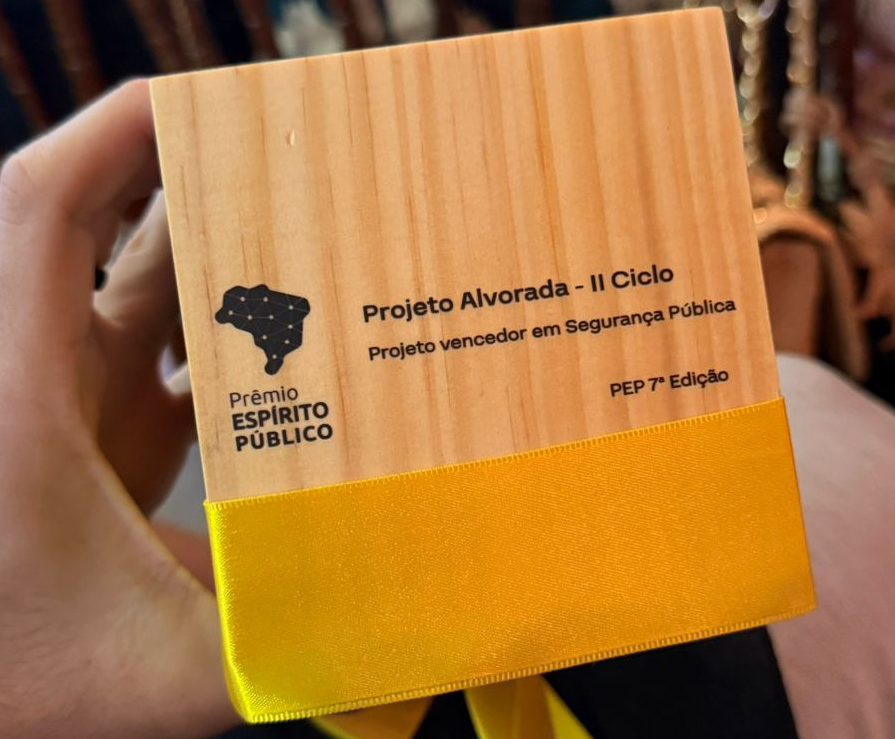 Projeto Alvorada - II Ciclo
Projeto vencedor em Segurança Pública
PEP 7ª Edição
Prêmio
ESPÍRITO
PÚBLICO